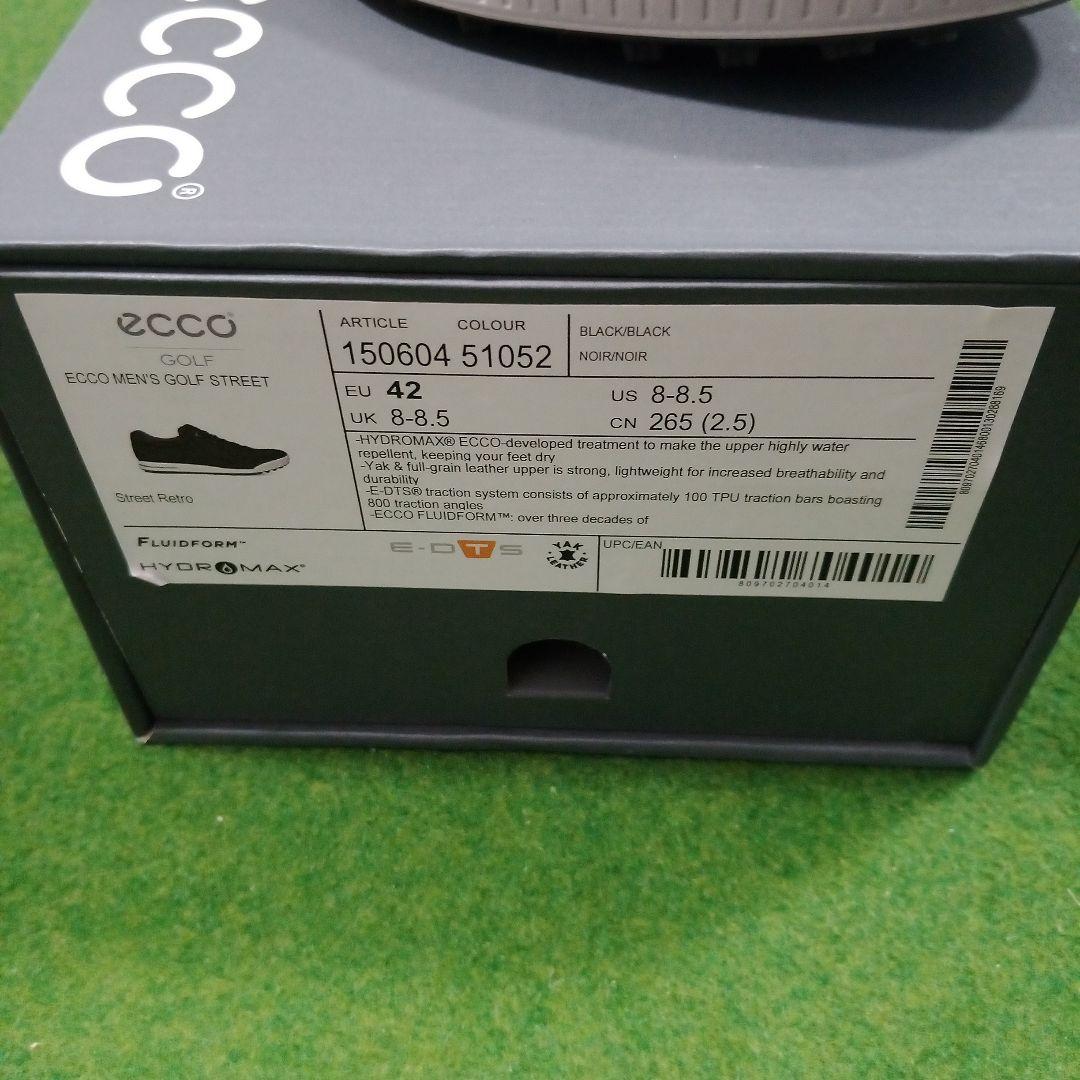 ecco®
ecco
GOLF
ECCO MEN'S GOLF STREET
Street Retro
ARTICLE COLOUR
150604 51052
BLACK/BLACK
NOIR/NOIR
EU 42
US 8-8.5
UK 8-8.5
CN 265 (2.5)
-HYDROMAX® ECCO-developed treatment to make the upper highly water
repellent, keeping your feet dry
-Yak & full-grain leather upper is strong, lightweight for increased breathability and
durability
-E-DTS® traction system consists of approximately 100 TPU traction bars boasting
800 traction angles
-ECCO FLUIDFORM™: over three decades of
FLUIDFORM™
HYDROMAX®
E-DTS
YAK
LEATHER
UPC/EAN
809702704014